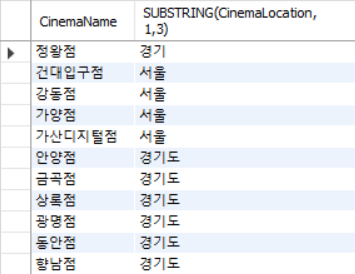 CinemaName SUBSTRING(CinemaLocation,
1,3)
정왕점 경기
건대입구점 서울
강동점 서울
가양점 서울
가산디지털점 서울
안양점 경기도
금곡점 경기도
상록점 경기도
광명점 경기도
동안점 경기도
향남점 경기도